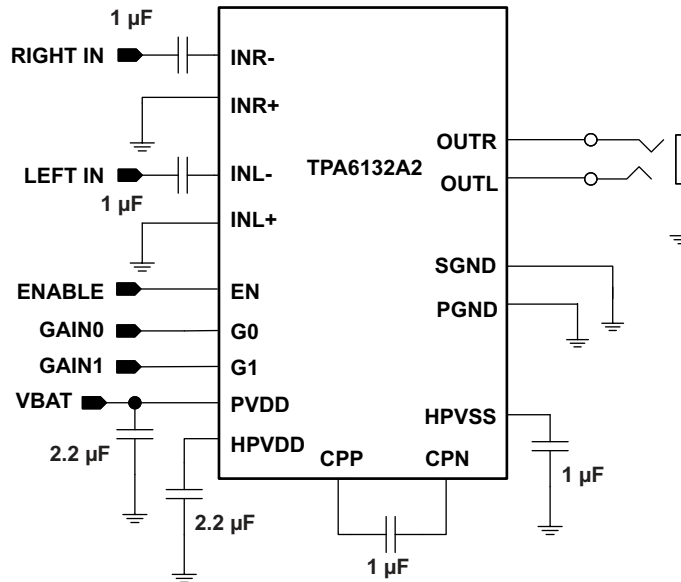 1 µF
RIGHT IN
INR-
INR+
OUTR
TPA6132A2
LEFT IN
INL-
OUTL
1 µF
INL+
SGND
ENABLE
EN
PGND
GAIN0
G0
GAIN1
G1
VBAT
PVDD
HPVSS
2.2 µF
HPVDD
CPP
CPN
1 µF
2.2 µF
1 µF